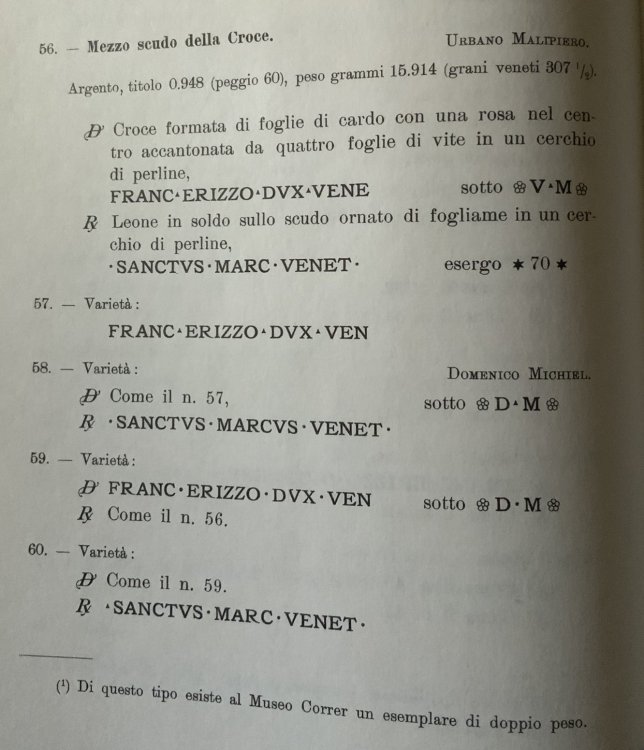 56. — Mezzo scudo della Croce. URBANO MALIPIERO.
Argento, titolo 0.948 (peggio 60), peso grammi 15.914 (grani veneti 307 1/2).
D' Croce formata di foglie di cardo con una rosa nel cen-
tro accantonata da quattro foglie di vite in un cerchio
di perline,
FRANC▴ERIZZO▴DVX▴VENE sotto ❀ V▴M ❀
R/ Leone in soldo sullo scudo ornato di fogliame in un cer-
chio di perline,
·SANCTVS·MARC·VENET· esergo ★ 70 ★
57. — Varietà:
FRANC▴ERIZZO▴DVX▴VEN
58. — Varietà: DOMENICO MICHIEL.
D' Come il n. 57, sotto ❀ D▴M ❀
R/ ·SANCTVS·MARCVS·VENET·
59. — Varietà:
D' FRANC·ERIZZO·DVX·VEN sotto ❀ D·M ❀
R/ Come il n. 56.
60. — Varietà:
D' Come il n. 59.
R/ ▴SANCTVS·MARC·VENET·
(¹) Di questo tipo esiste al Museo Correr un esemplare di doppio peso.